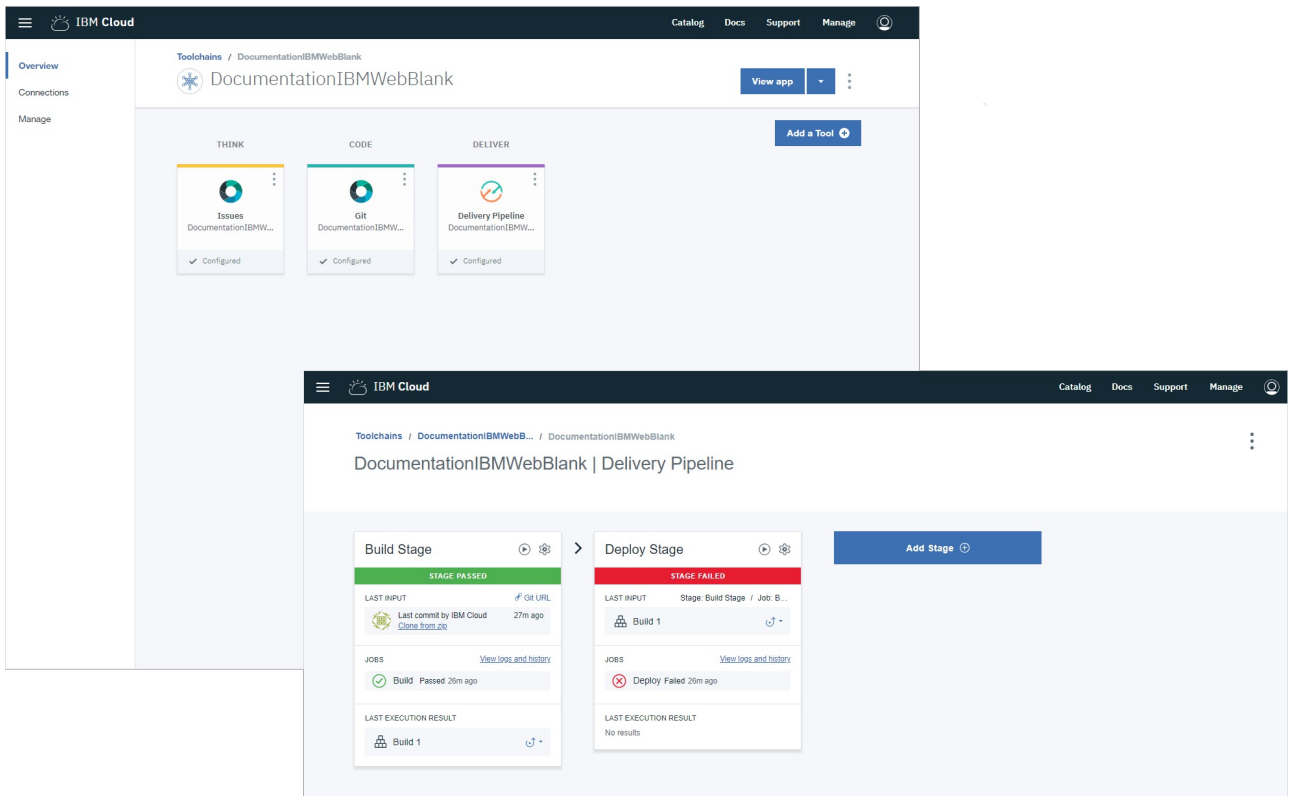 IBM Cloud
Catalog Docs Support Manage
Overview
Connections
Manage
Toolchains / DocumentationIBMWebBlank
DocumentationIBMWebBlank
View app
Add a Tool
THINK CODE DELIVER
Issues Git Delivery Pipeline
DocumentationIBMW... DocumentationIBMW... DocumentationIBMW...
Configured Configured Configured
IBM Cloud
Catalog Docs Support Manage
Toolchains / DocumentationIBMWebB... / DocumentationIBMWebBlank
DocumentationIBMWebBlank | Delivery Pipeline
Build Stage
STAGE PASSED
LAST INPUT Git URL
Last commit by IBM Cloud 27m ago
Clone from zip
JOBS View logs and history
Build Passed 26m ago
LAST EXECUTION RESULT
Build 1
Deploy Stage
STAGE FAILED
LAST INPUT Stage: Build Stage / Job: B...
Build 1
JOBS View logs and history
Deploy Failed 26m ago
LAST EXECUTION RESULT
No results
Add Stage